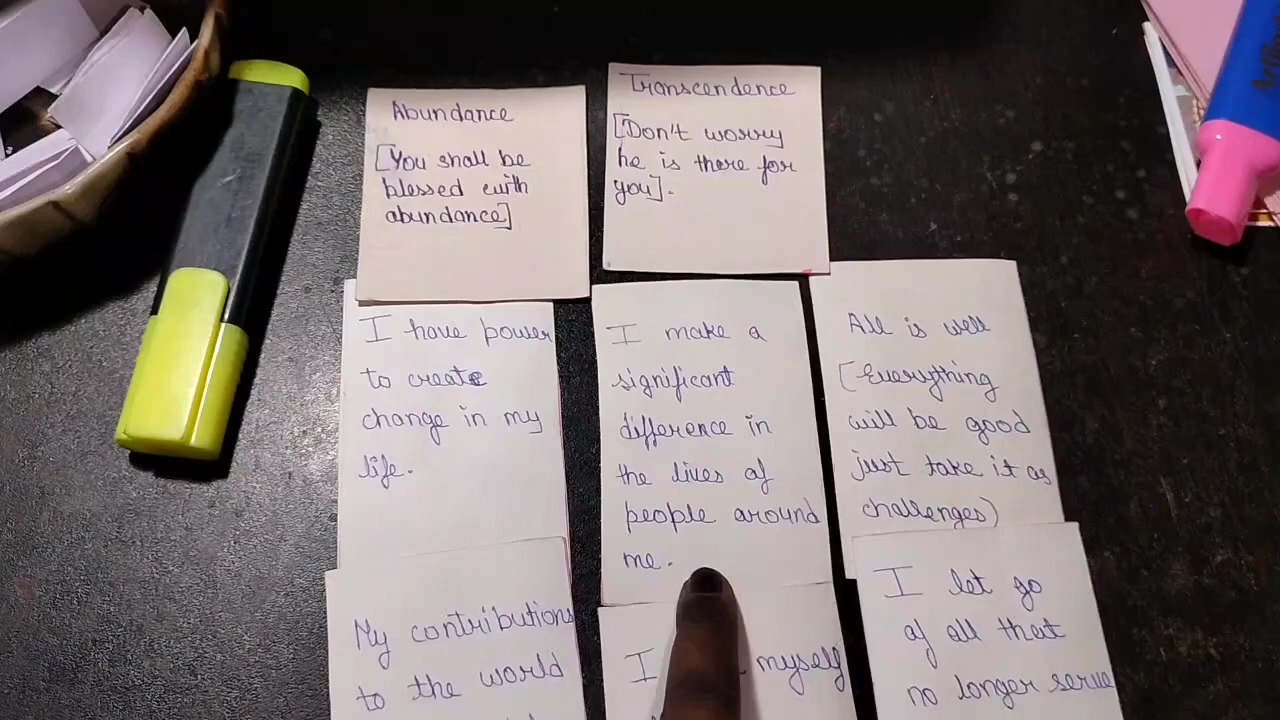 Abundance
[You shall be
blessed with
abundance]
Transcendence
[Don't worry
he is there for
you].
I have power
to create
change in my
life.
I make a
significant
difference in
the lives of
people around
me.
All is well
[Everything
will be good
just take it as
challenges)
My contributions
to the world
I myself
I let go
of all that
no longer serve